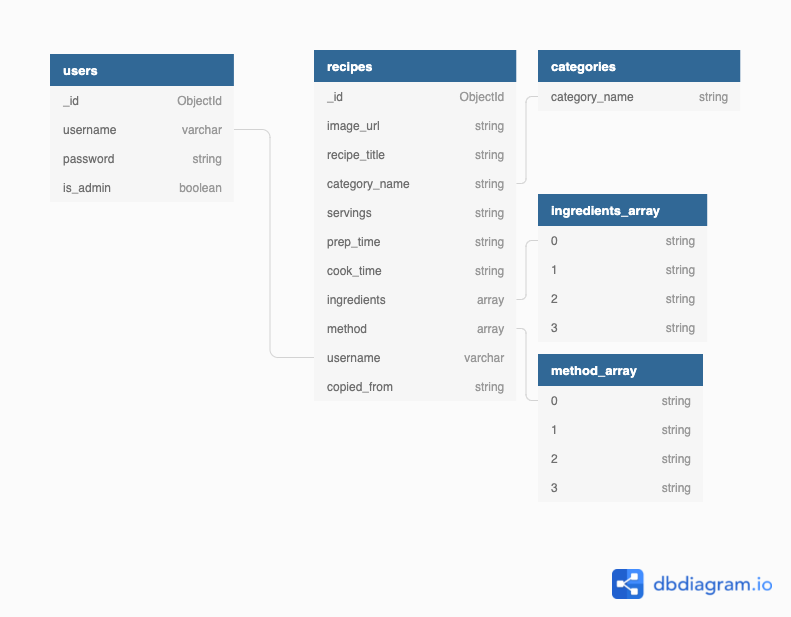 users
_id ObjectId
username varchar
password string
is_admin boolean
recipes
_id ObjectId
image_url string
recipe_title string
category_name string
servings string
prep_time string
cook_time string
ingredients array
method array
username varchar
copied_from string
categories
category_name string
ingredients_array
0 string
1 string
2 string
3 string
method_array
0 string
1 string
2 string
3 string
dbdiagram.io